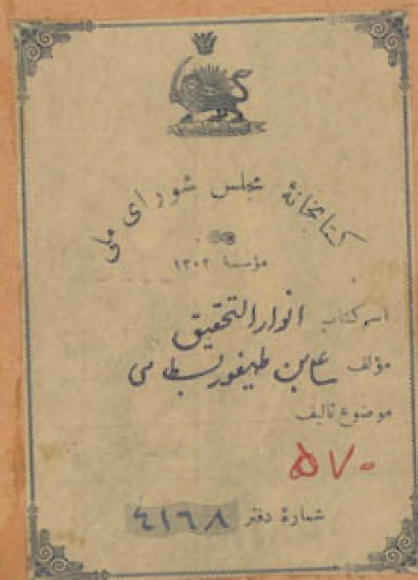 کتابخانهٔ مجلس شورای ملی
مؤسسهٔ ۱۳۰۲
اسم کتاب انوار التحقیق
مؤلف علی بن طیفور بسطامی
موضوع تألیف
۵۷۰
شمارهٔ دفتر ٤١٦٨